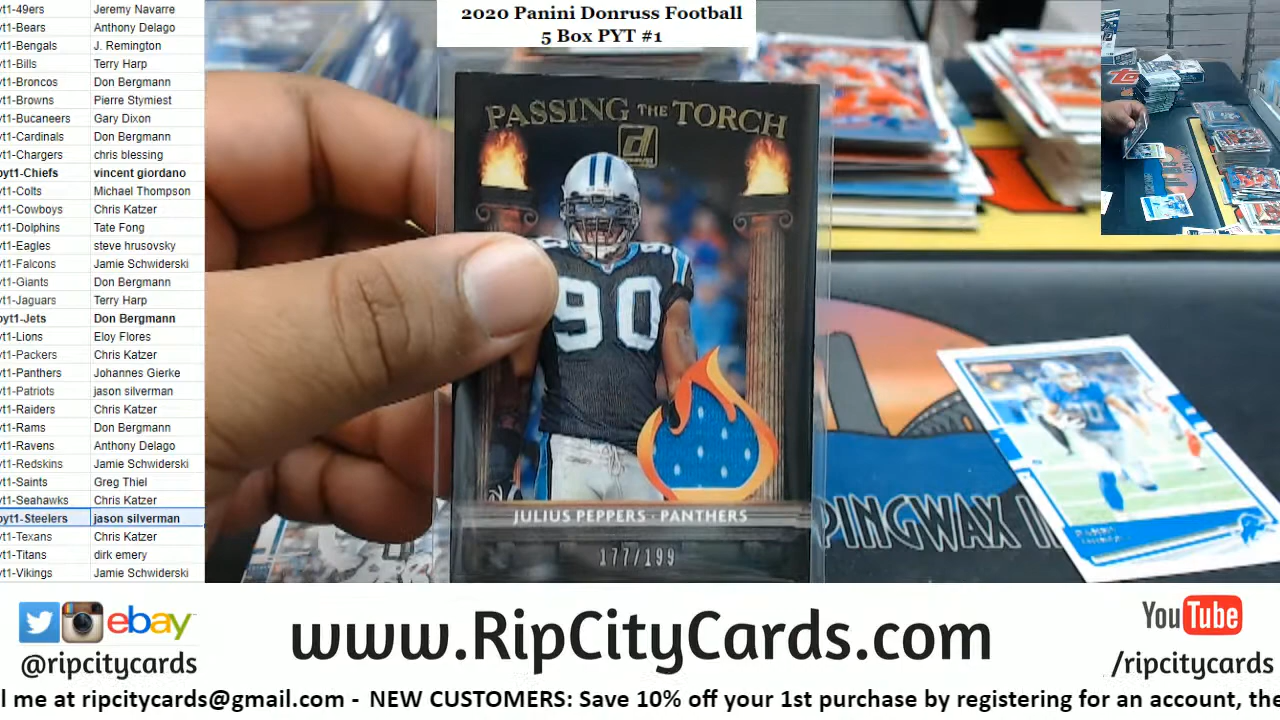 yt1-49ers Jeremy Navarre
yt1-Bears Anthony Delago
yt1-Bengals J. Remington
yt1-Bills Terry Harp
yt1-Broncos Don Bergmann
yt1-Browns Pierre Stymiest
yt1-Bucaneers Gary Dixon
yt1-Cardinals Don Bergmann
yt1-Chargers chris blessing
pyt1-Chiefs vincent giordano
yt1-Colts Michael Thompson
yt1-Cowboys Chris Katzer
yt1-Dolphins Tate Fong
yt1-Eagles steve hrusovsky
yt1-Falcons Jamie Schwiderski
yt1-Giants Don Bergmann
yt1-Jaguars Terry Harp
pyt1-Jets Don Bergmann
yt1-Lions Eloy Flores
yt1-Packers Chris Katzer
yt1-Panthers Johannes Gierke
yt1-Patriots jason silverman
yt1-Raiders Chris Katzer
yt1-Rams Don Bergmann
yt1-Ravens Anthony Delago
yt1-Redskins Jamie Schwiderski
yt1-Saints Greg Thiel
yt1-Seahawks Chris Katzer
pyt1-Steelers jason silverman
yt1-Texans Chris Katzer
yt1-Titans dirk emery
yt1-Vikings Jamie Schwiderski
2020 Panini Donruss Football
5 Box PYT #1
PASSING THE TORCH
d
90
90
JULIUS PEPPERS · PANTHERS
177/199
PINGWAX
ebay
@ripcitycards
www.RipCityCards.com
YouTube
/ripcitycards
l me at ripcitycards@gmail.com - NEW CUSTOMERS: Save 10% off your 1st purchase by registering for an account, the